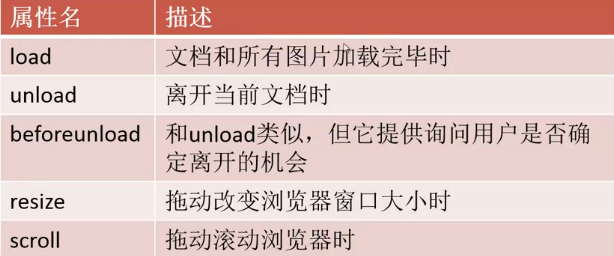 属性名 描述
load 文档和所有图片加载完毕时
unload 离开当前文档时
beforeunload 和unload类似，但它提供询问用户是否确
定离开的机会
resize 拖动改变浏览器窗口大小时
scroll 拖动滚动浏览器时